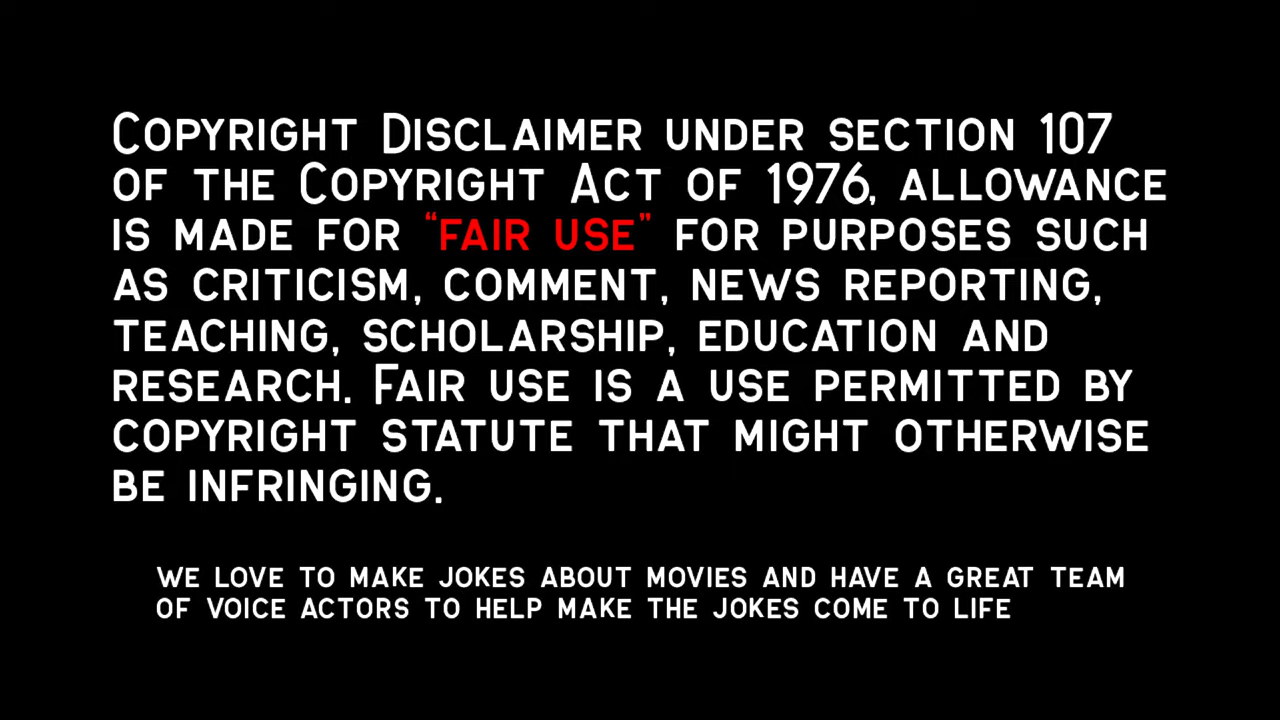 Copyright Disclaimer under section 107
of the Copyright Act of 1976, allowance
is made for “fair use” for purposes such
as criticism, comment, news reporting,
teaching, scholarship, education and
research. Fair use is a use permitted by
copyright statute that might otherwise
be infringing.
we love to make jokes about movies and have a great team
of voice actors to help make the jokes come to life